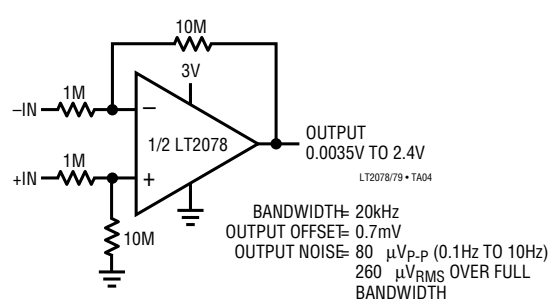 10M
3V
1M
–IN
–
1/2 LT2078
OUTPUT
0.0035V TO 2.4V
LT2078/79 • TA04
1M
+IN
+
10M
BANDWIDTH= 20kHz
OUTPUT OFFSET= 0.7mV
OUTPUT NOISE= 80 μVP-P (0.1Hz TO 10Hz)
260 μVRMS OVER FULL
BANDWIDTH